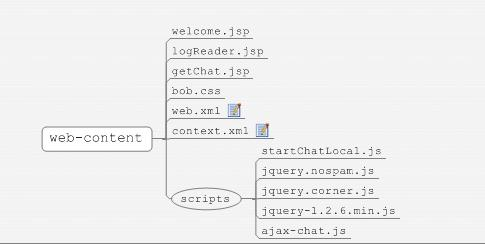 welcome.jsp
logReader.jsp
getChat.jsp
bob.css
web.xml
context.xml
web-content
scripts
startChatLocal.js
jquery.nospam.js
jquery.corner.js
jquery-1.2.6.min.js
ajax-chat.js